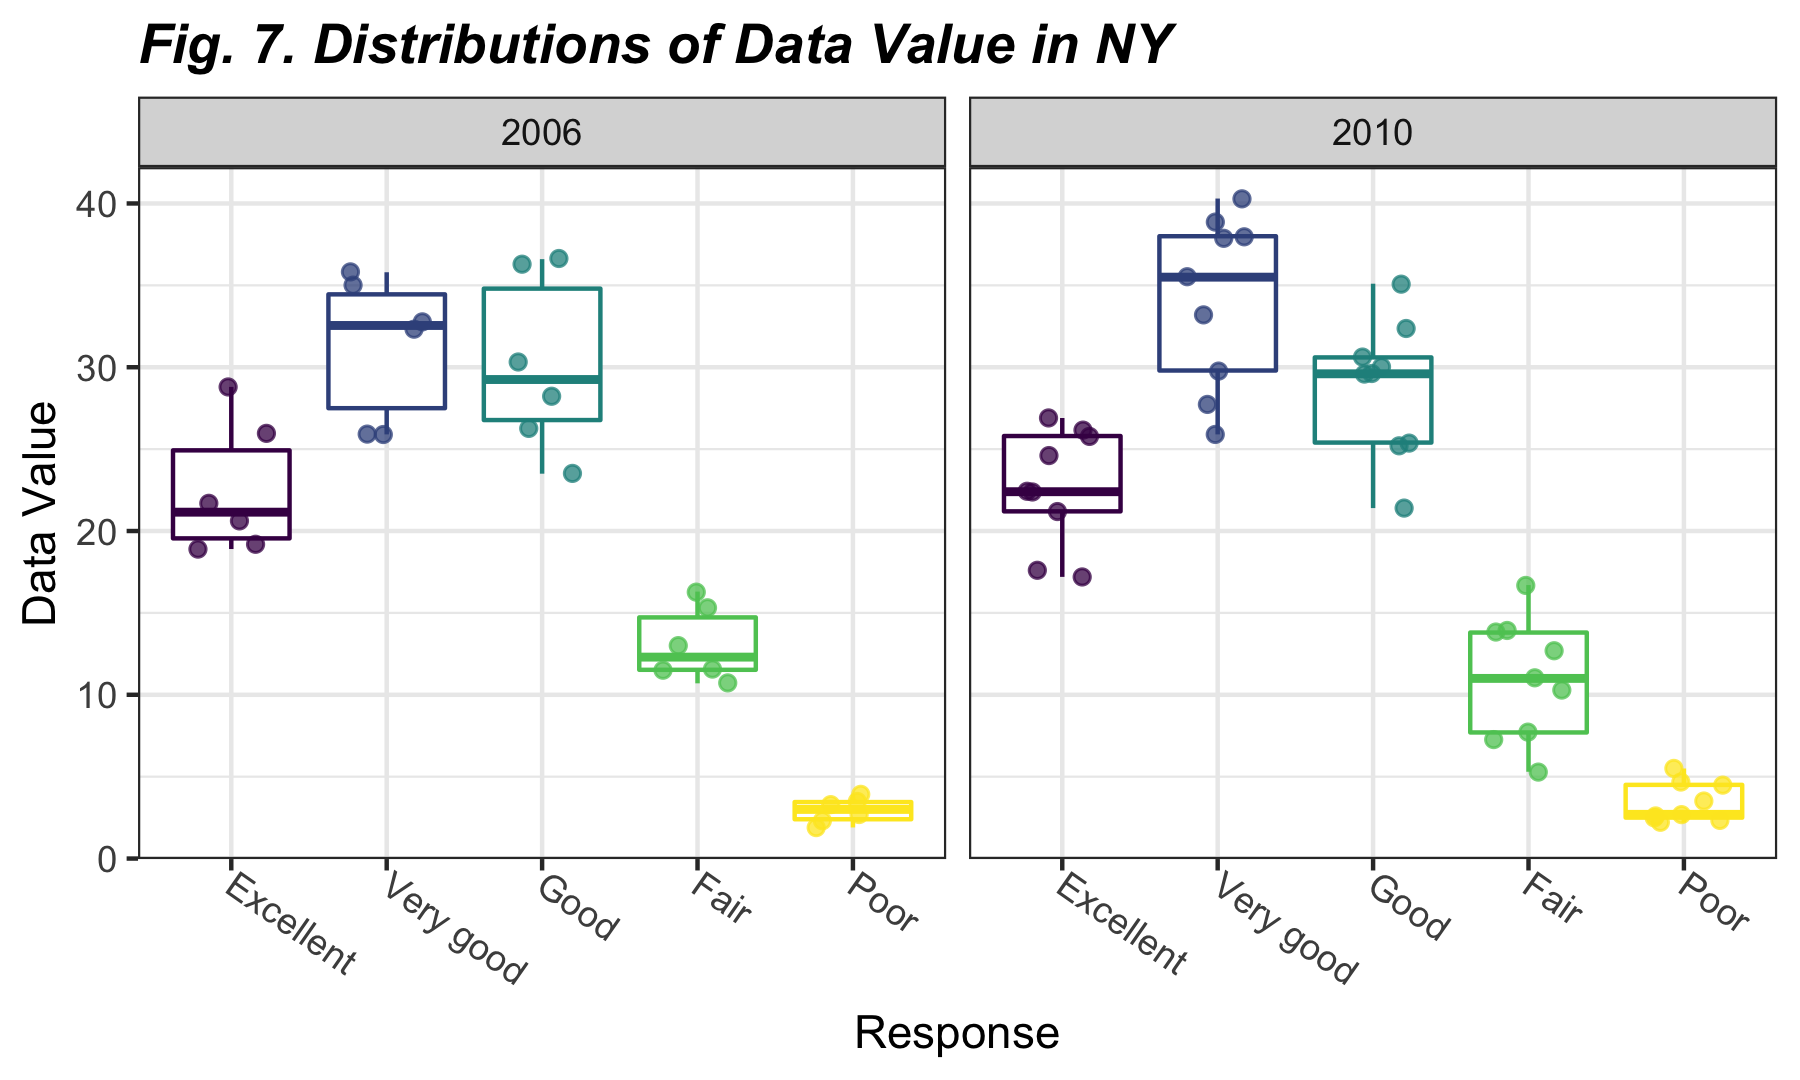 Fig. 7. Distributions of Data Value in NY
2006
2010
40
30
20
10
0
Data Value
Excellent
Very good
Good
Fair
Poor
Excellent
Very good
Good
Fair
Poor
Response